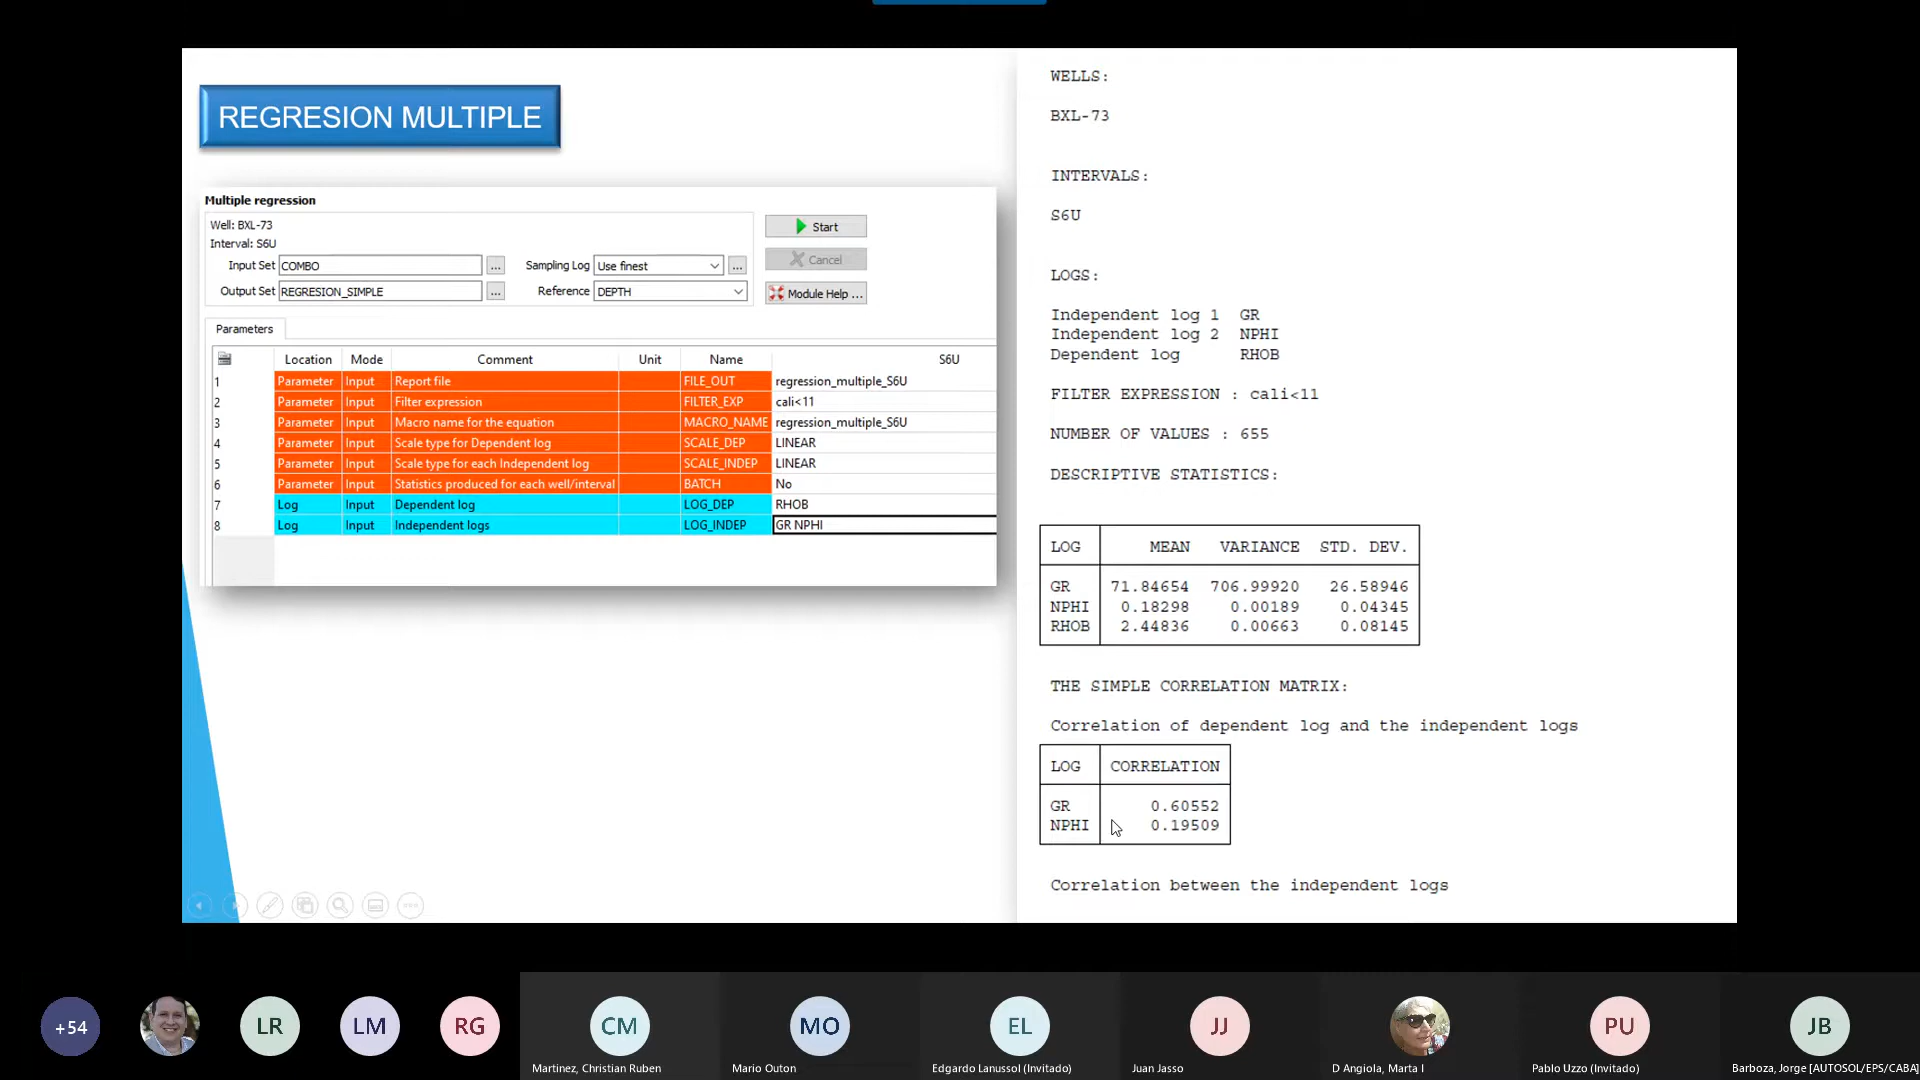 REGRESION MULTIPLE
Multiple regression
Well: BXL-73
Interval: S6U
Input Set COMBO ... Sampling Log Use finest ...
Output Set REGRESION_SIMPLE ... Reference DEPTH
Start
Cancel
Module Help ...
Parameters
Location Mode Comment Unit Name S6U
1 Parameter Input Report file FILE_OUT regression_multiple_S6U
2 Parameter Input Filter expression FILTER_EXP cali<11
3 Parameter Input Macro name for the equation MACRO_NAME regression_multiple_S6U
4 Parameter Input Scale type for Dependent log SCALE_DEP LINEAR
5 Parameter Input Scale type for each Independent log SCALE_INDEP LINEAR
6 Parameter Input Statistics produced for each well/interval BATCH No
7 Log Input Dependent log LOG_DEP RHOB
8 Log Input Independent logs LOG_INDEP GR NPHI
WELLS:
BXL-73
INTERVALS:
S6U
LOGS:
Independent log 1 GR
Independent log 2 NPHI
Dependent log RHOB
FILTER EXPRESSION : cali<11
NUMBER OF VALUES : 655
DESCRIPTIVE STATISTICS:
LOG MEAN VARIANCE STD. DEV.
GR 71.84654 706.99920 26.58946
NPHI 0.18298 0.00189 0.04345
RHOB 2.44836 0.00663 0.08145
THE SIMPLE CORRELATION MATRIX:
Correlation of dependent log and the independent logs
LOG CORRELATION
GR 0.60552
NPHI 0.19509
Correlation between the independent logs
+54
LR
LM
RG
CM
MO
EL
JJ
PU
JB
Martinez, Christian Ruben
Mario Outon
Edgardo Lanussol (Invitado)
Juan Jasso
D Angiola, Marta I
Pablo Uzzo (Invitado)
Barboza, Jorge [AUTOSOL/EPS/CABA]